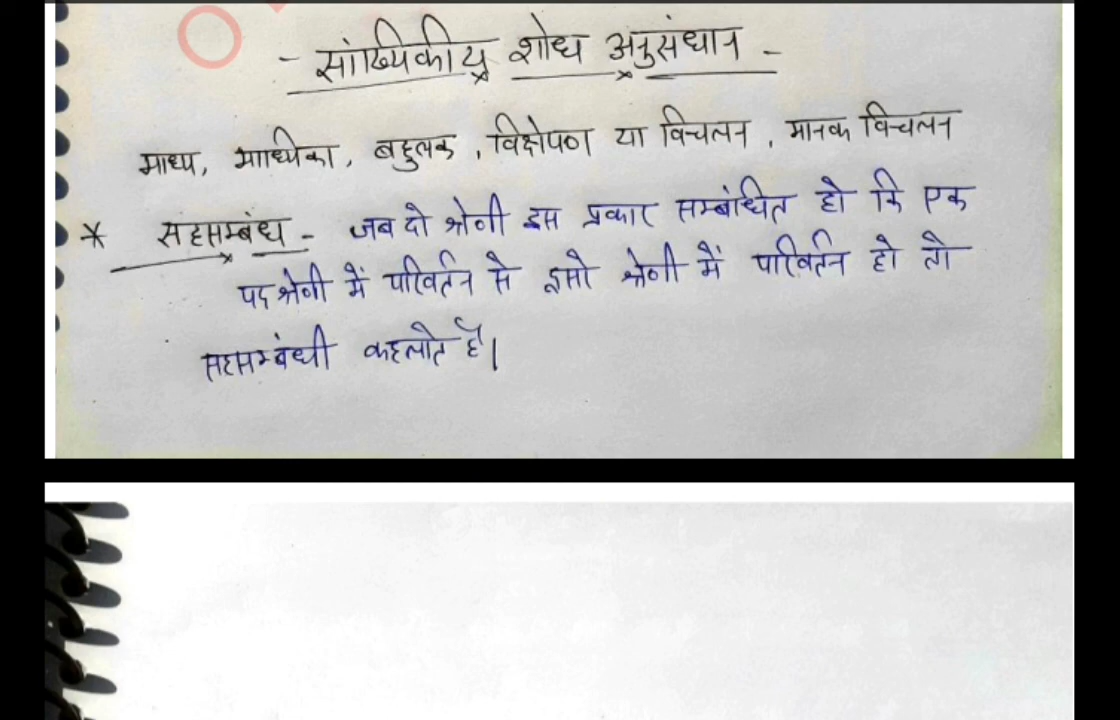 - सांख्यिकीय शोध अनुसंधान -
माध्य, माध्यिका, बहुलक, विक्षेपण या विचलन, मानक विचलन
* सहसम्बंध - जब दो श्रेणी इस प्रकार सम्बंधित हो कि एक
पद श्रेणी में परिवर्तन से दूसरी श्रेणी में परिवर्तन हो तो
सहसम्बंधी कहलाते है।